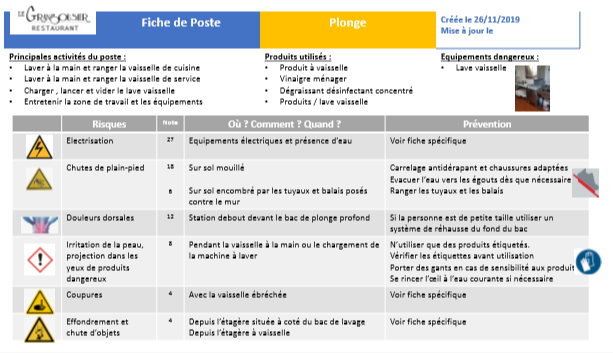 LE GRANGOUSIER
RESTAURANT
Fiche de Poste
Plonge
Créée le 26/11/2019
Mise à jour le
Principales activités du poste :
• Laver à la main et ranger la vaisselle de cuisine
• Laver à la main et ranger la vaisselle de service
• Charger , lancer et vider le lave vaisselle
• Entretenir la zone de travail et les équipements
Produits utilisés :
• Produit à vaisselle
• Vinaigre ménager
• Dégraissant désinfectant concentré
• Produits / lave vaisselle
Equipements dangereux :
• Lave vaisselle
Risques Note Où ? Comment ? Quand ? Prévention
Electrisation 27 Equipements électriques et présence d'eau Voir fiche spécifique
Chutes de plain-pied 18 Sur sol mouillé Carrelage antidérapant et chaussures adaptées
Evacuer l'eau vers les égouts dès que nécessaire
6 Sur sol encombré par les tuyaux et balais posés Ranger les tuyaux et les balais
contre le mur
Douleurs dorsales 12 Station debout devant le bac de plonge profond Si la personne est de petite taille utiliser un
système de réhausse du fond du bac
Irritation de la peau, 8 Pendant la vaisselle à la main ou le chargement de N'utiliser que des produits étiquetés.
projection dans les la machine à laver Vérifier les étiquettes avant utilisation
yeux de produits Porter des gants en cas de sensibilité aux produit
dangereux Se rincer l'œil à l'eau courante si nécessaire
Coupures 4 Avec la vaisselle ébréchée Voir fiche spécifique
Effondrement et 4 Depuis l'étagère située à coté du bac de lavage Voir fiche spécifique
chute d'objets Depuis l'étagère à vaisselle